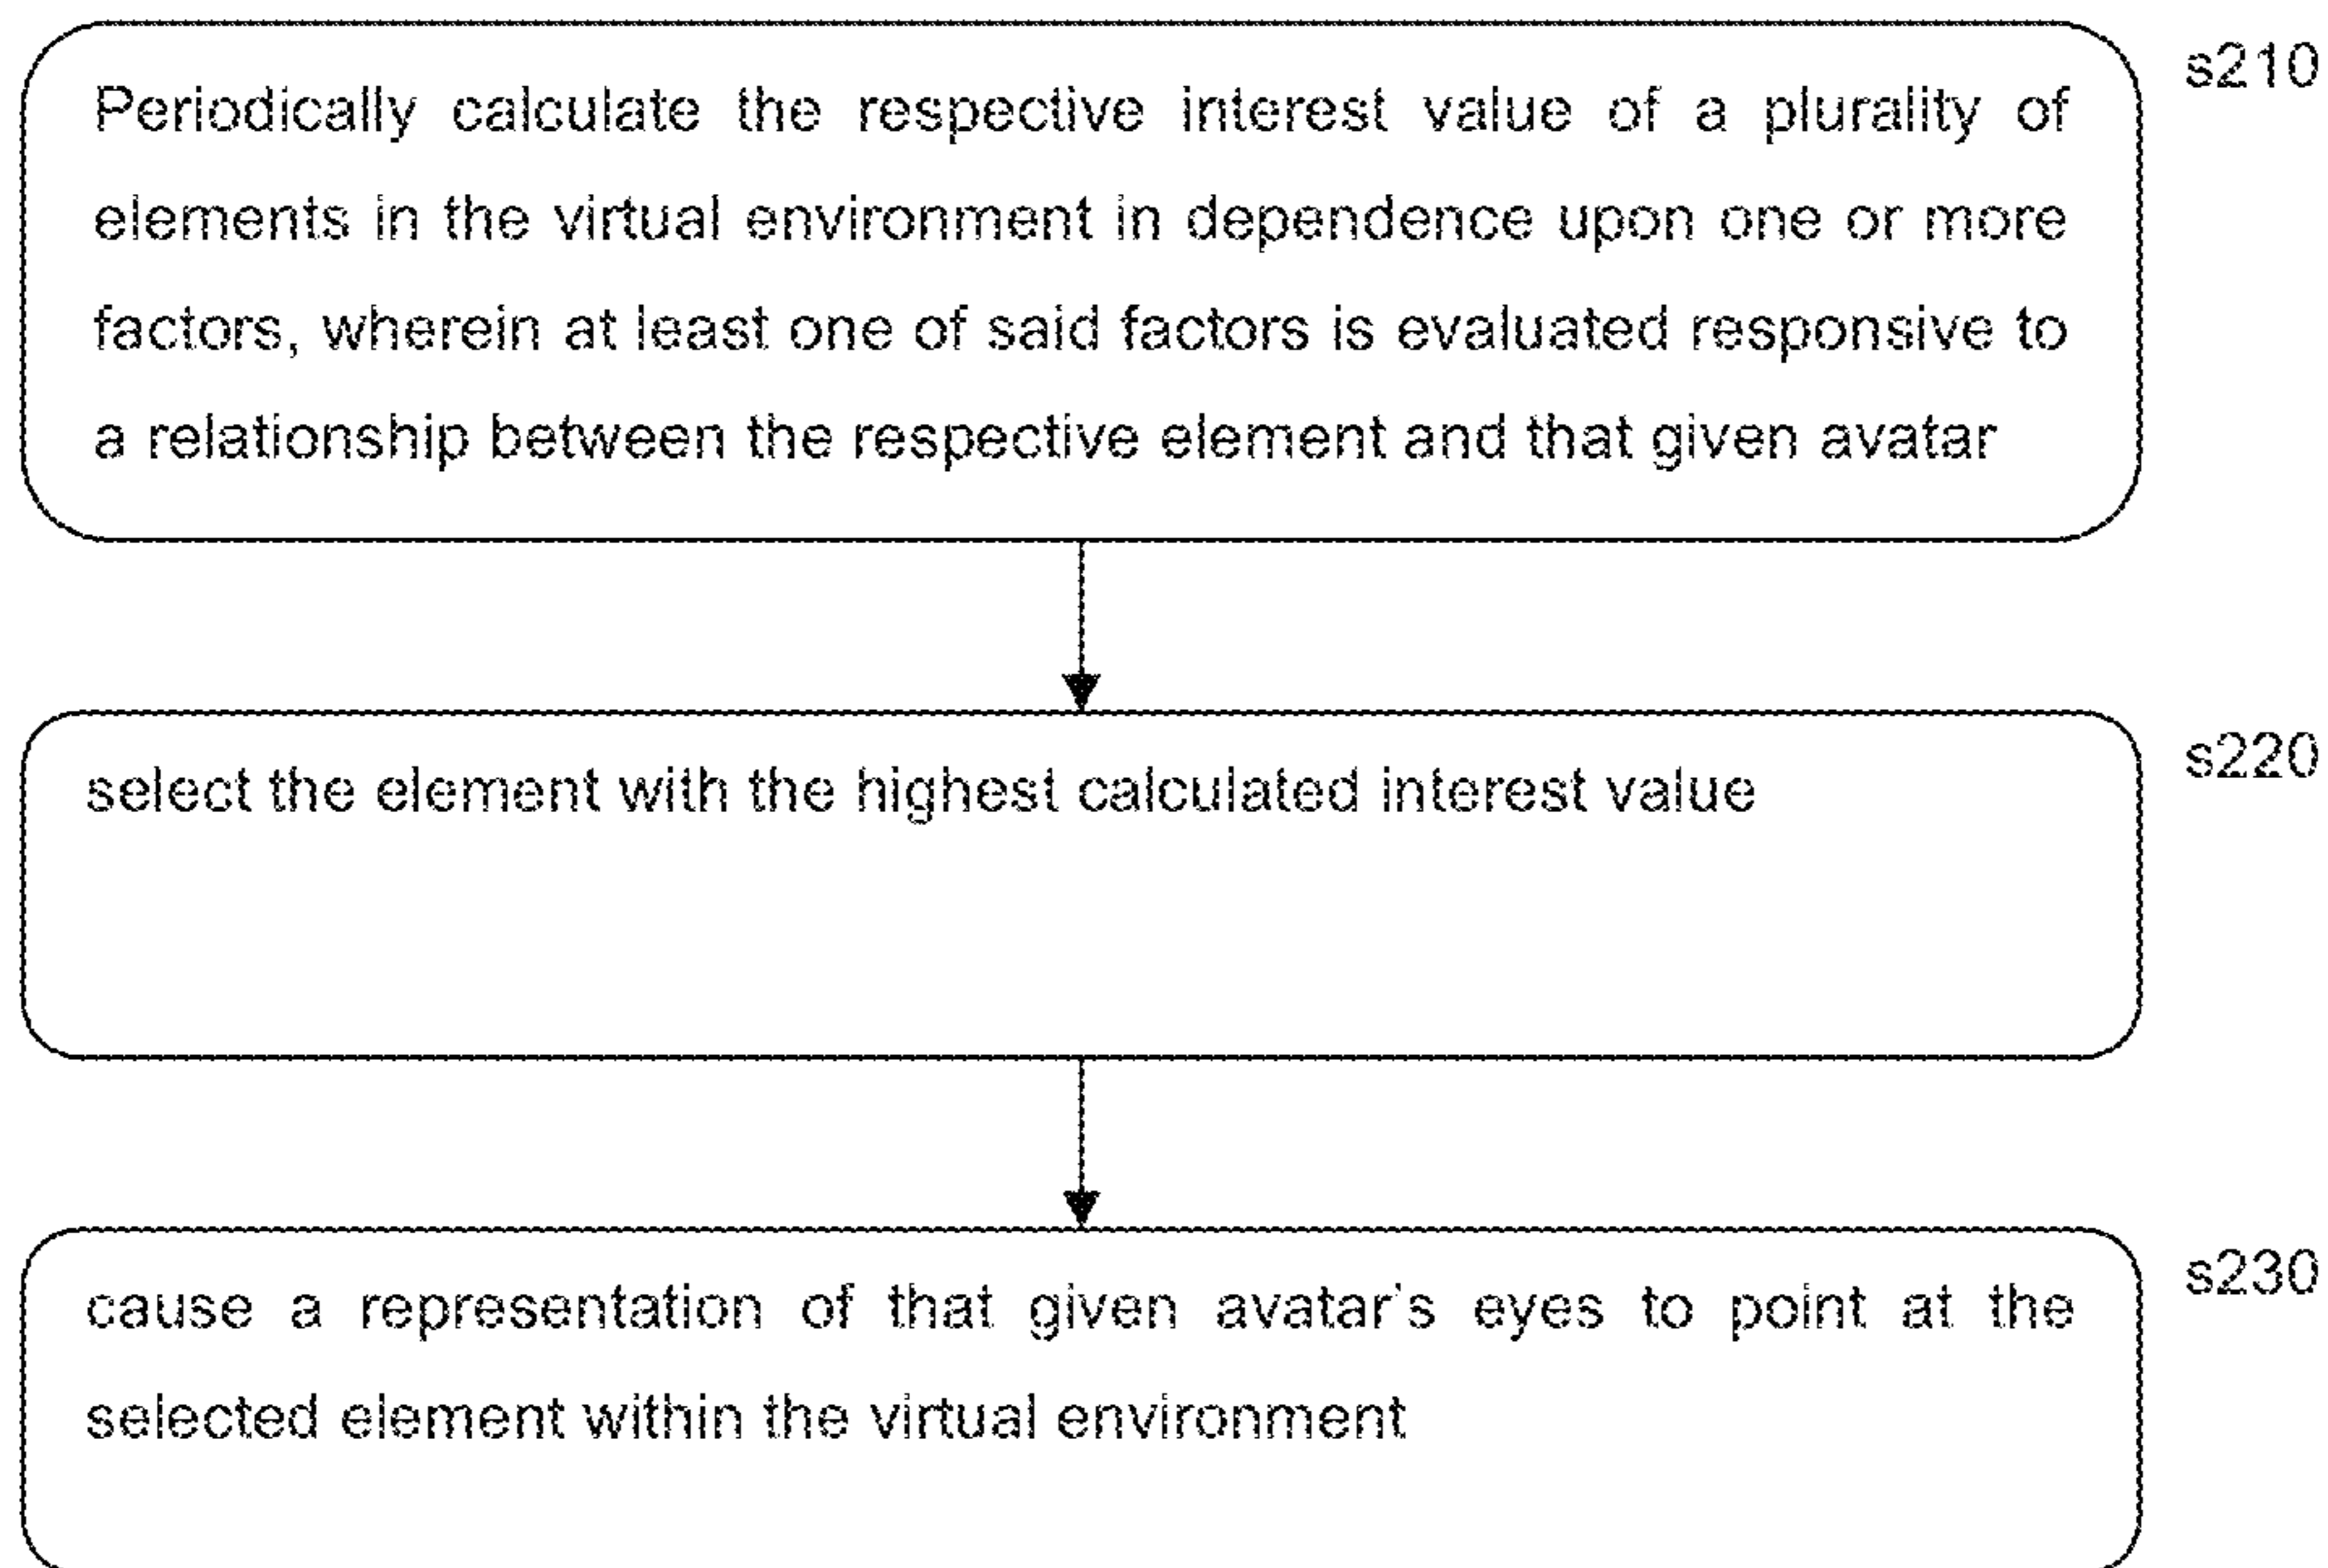 Periodically calculate the respective interest value of a plurality of
elements in the virtual environment in dependence upon one or more
factors, wherein at least one of said factors is evaluated responsive to
a relationship between the respective element and that given avatar
s210
select the element with the highest calculated interest value
s220
cause a representation of that given avatar's eyes to point at the
selected element within the virtual environment
s230